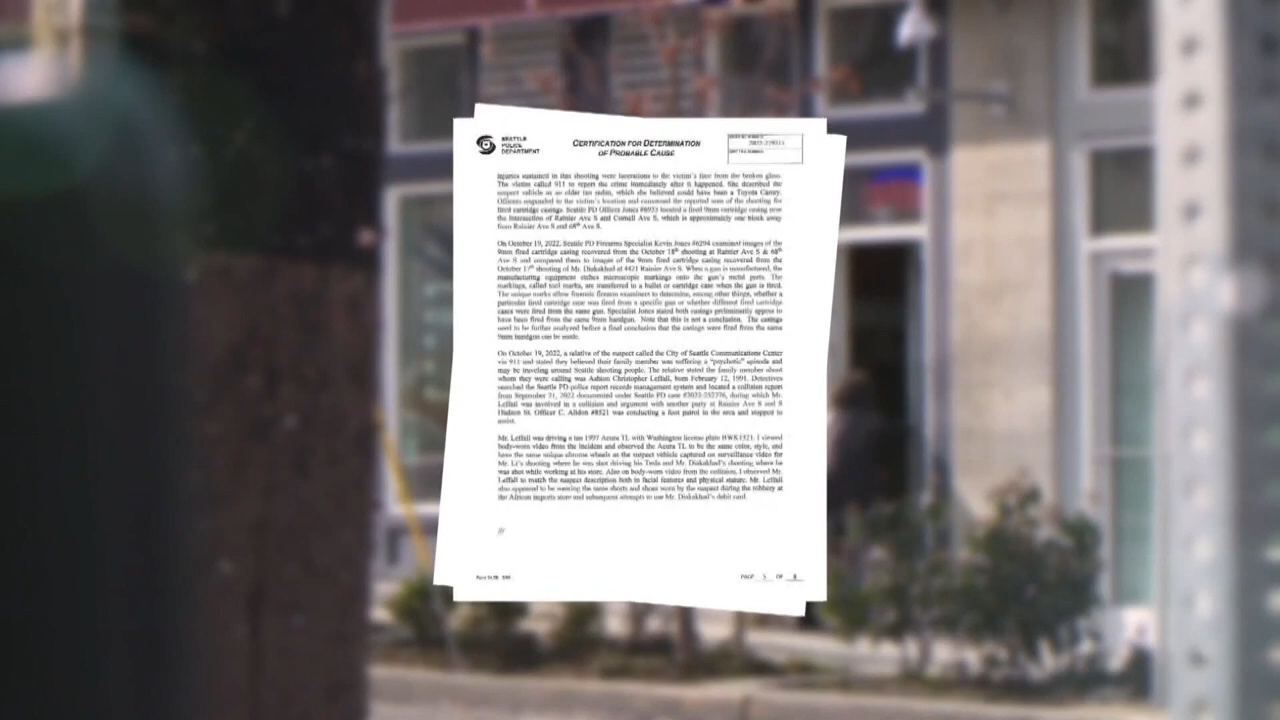 SEATTLE
POLICE
DEPARTMENT
CERTIFICATION FOR DETERMINATION
OF PROBABLE CAUSE
injuries sustained in this shooting were lacerations to the victim's face from the broken glass.
The victim called 911 to report the crime immediately after it happened. She described the
suspect vehicle as an older tan sedan, which she believed could have been a Toyota Camry.
Officers responded to the victim's location and canvassed the reported area of the shooting for
fired cartridge casings. Seattle PD Officer Jones located a fired 9mm cartridge casing near
the intersection of Rainier Ave S and Cornell Ave S, which is approximately one block away
from Rainier Ave S and 68th Ave S.
On October 19, 2022, Seattle PD Firearms Specialist Kevin Jones #6294 examined images of the
9mm fired cartridge casing recovered from the October 18th shooting at Rainier Ave S & 68th
Ave S and compared them to images of the 9mm fired cartridge casing recovered from the
October 17th shooting of Mr. Diakakhad at 4421 Rainier Ave S. When a gun is manufactured, the
manufacturing equipment etches microscopic markings onto the gun's metal parts. The
markings, called tool marks, are transferred to a bullet or cartridge case when the gun is fired.
The unique marks allow forensic firearm examiners to determine, among other things, whether a
particular fired cartridge case was fired from a specific gun or whether different fired cartridge
cases were fired from the same gun. Specialist Jones stated both casings preliminarily appear to
have been fired from the same 9mm handgun. Note that this is not a conclusion. The casings
need to be further analyzed before a final conclusion that the casings were fired from the same
9mm handgun can be made.
On October 19, 2022, a relative of the suspect called the City of Seattle Communications Center
via 911 and stated they believed their family member was suffering a "psychotic" episode and
may be traveling around Seattle shooting people. The relative stated the family member about
whom they were calling was Christopher Leffall, born February 12, 1991. Detectives
searched the Seattle PD police report records management system and located a collision report
from September 21, 2022 documented under Seattle PD case during which Mr.
Leffall was involved in a collision and argument with another party at Rainier Ave S and S
Hudson St. Officer C. Alldon #8521 was conducting a foot patrol in the area and stopped to
assist.
Mr. Leffall was driving a tan 1997 Acura TL with Washington license plate I viewed
body-worn video from the incident and observed the Acura TL to be the same color, style, and
have the same unique chrome wheels as the suspect vehicle captured on surveillance video for
Mr. Li's shooting where he was shot driving his Tesla and Mr. Diakakhad's shooting where he
was shot while working at his store. Also on body-worn video from the collision, I observed Mr.
Leffall to match the suspect description both in facial features and physical stature. Mr. Leffall
also appeared to be wearing the same shorts and shoes worn by the suspect during the robbery at
the African imports store and subsequent attempts to use Mr. Diakakhad's debit card.
///
PAGE 5 OF 8